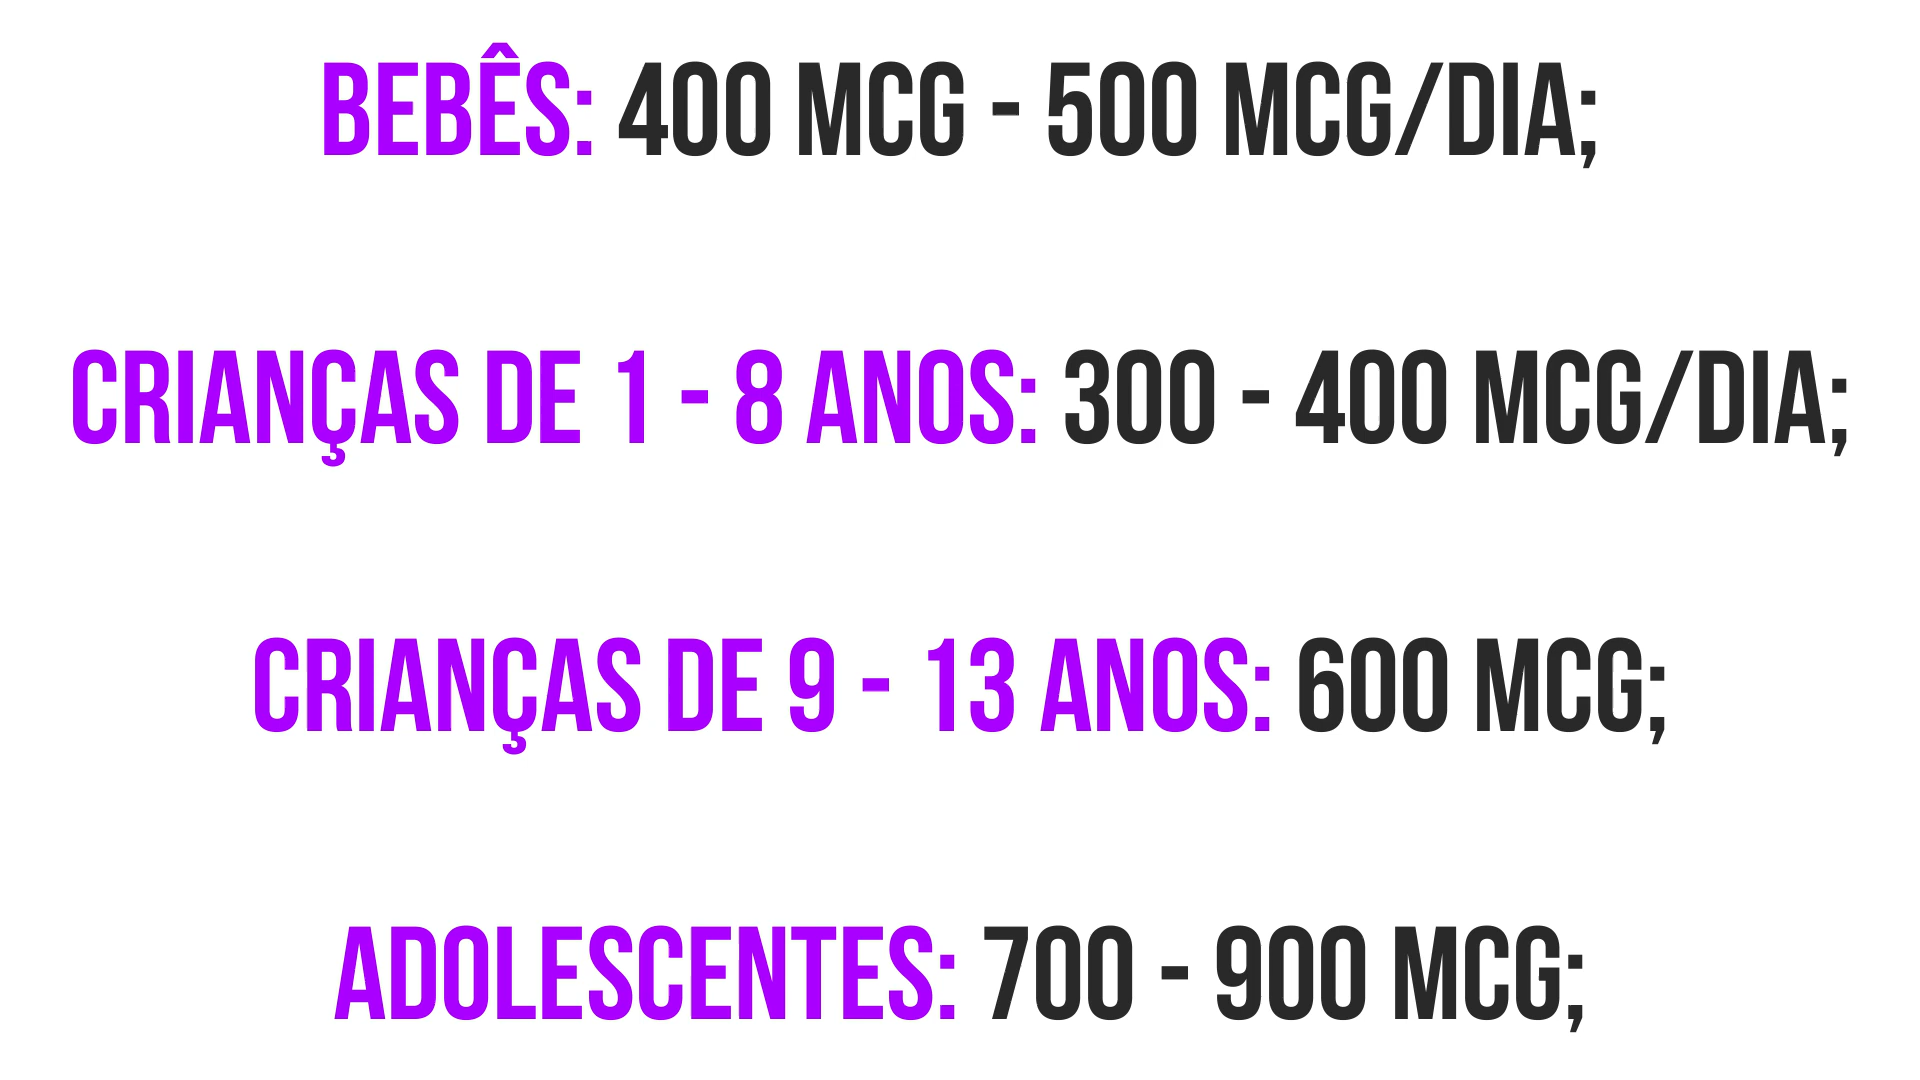 BEBÊS: 400 MCG - 500 MCG/DIA;
CRIANÇAS DE 1 - 8 ANOS: 300 - 400 MCG/DIA;
CRIANÇAS DE 9 - 13 ANOS: 600 MCG;
ADOLESCENTES: 700 - 900 MCG;